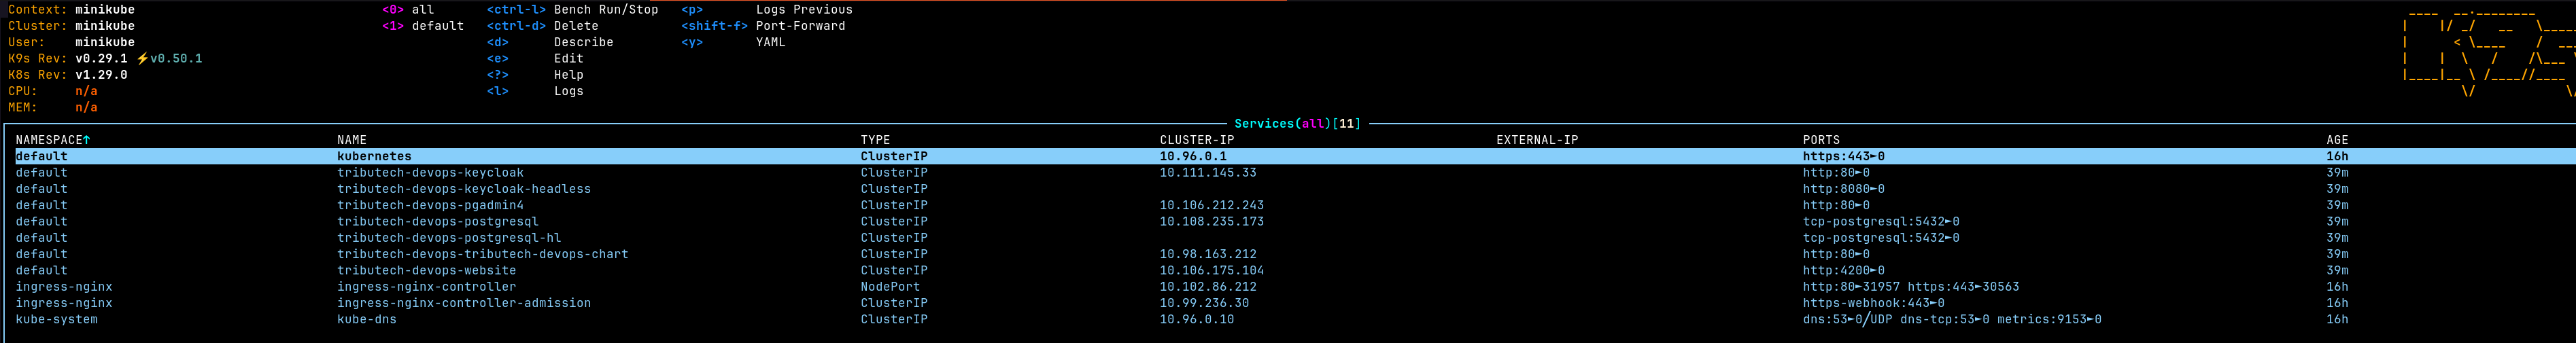 Context: minikube <0> all <ctrl-l> Bench Run/Stop <p> Logs Previous
Cluster: minikube <1> default <ctrl-d> Delete <shift-f> Port-Forward
User: minikube <d> Describe <y> YAML
K9s Rev: v0.29.1 ⚡v0.50.1 <e> Edit
K8s Rev: v1.29.0 <?> Help
CPU: n/a <l> Logs
MEM: n/a
Services(all)[11]
NAMESPACE↑ NAME TYPE CLUSTER-IP EXTERNAL-IP PORTS AGE
default kubernetes ClusterIP 10.96.0.1 https:443►0 16h
default tributech-devops-keycloak ClusterIP 10.111.145.33 http:80►0 39m
default tributech-devops-keycloak-headless ClusterIP http:8080►0 39m
default tributech-devops-pgadmin4 ClusterIP 10.106.212.243 http:80►0 39m
default tributech-devops-postgresql ClusterIP 10.108.235.173 tcp-postgresql:5432►0 39m
default tributech-devops-postgresql-hl ClusterIP tcp-postgresql:5432►0 39m
default tributech-devops-tributech-devops-chart ClusterIP 10.98.163.212 http:80►0 39m
default tributech-devops-website ClusterIP 10.106.175.104 http:4200►0 39m
ingress-nginx ingress-nginx-controller NodePort 10.102.86.212 http:80►31957 https:443►30563 16h
ingress-nginx ingress-nginx-controller-admission ClusterIP 10.99.236.30 https-webhook:443►0 16h
kube-system kube-dns ClusterIP 10.96.0.10 dns:53►0/UDP dns-tcp:53►0 metrics:9153►0 16h